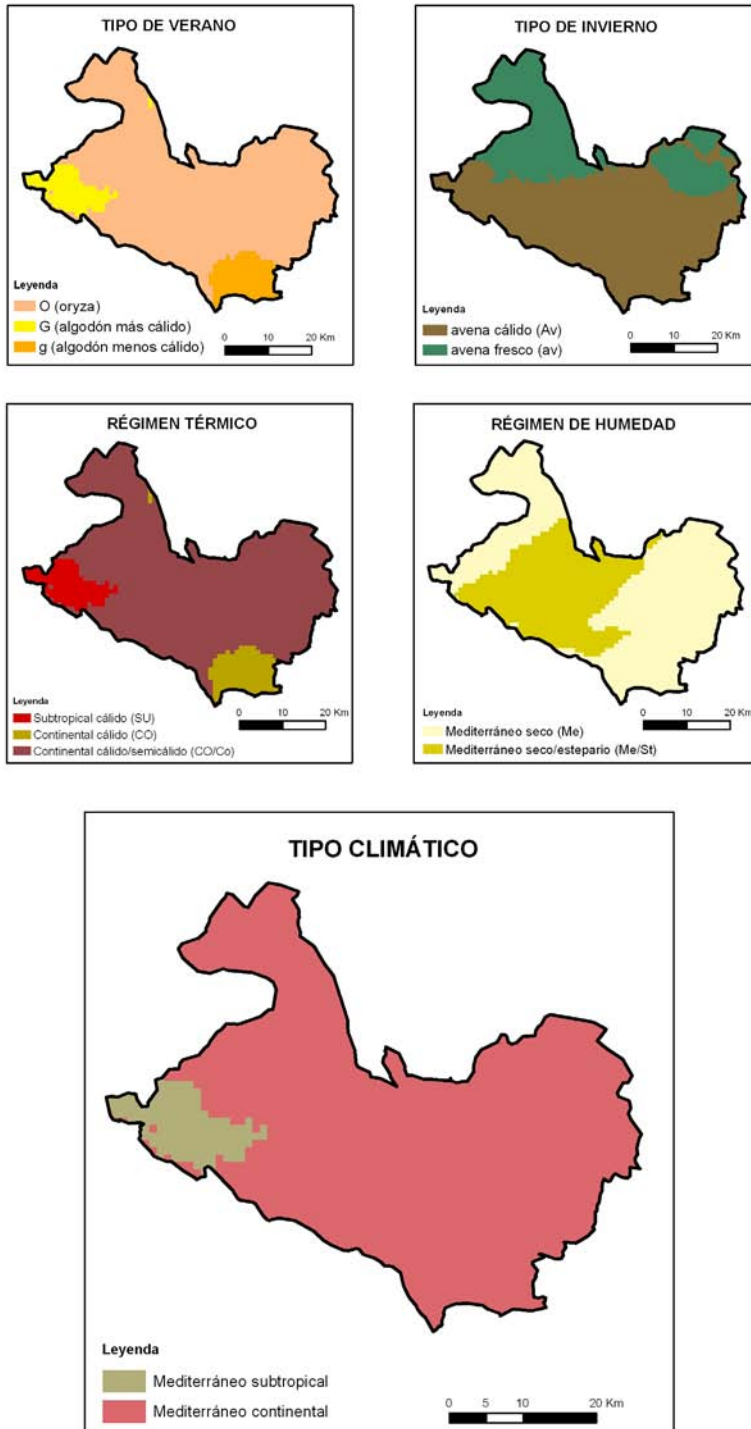 TIPO DE VERANO
Leyenda
O (oryza)
G (algodón más cálido)
g (algodón menos cálido)
0 10 20 Km
TIPO DE INVIERNO
Leyenda
avena cálido (Av)
avena fresco (av)
0 10 20 Km
RÉGIMEN TÉRMICO
Leyenda
Subtropical cálido (SU)
Continental cálido (CO)
Continental cálido/semicálido (CO/Co)
0 10 20 Km
RÉGIMEN DE HUMEDAD
Leyenda
Mediterráneo seco (Me)
Mediterráneo seco/estepario (Me/St)
0 10 20 Km
TIPO CLIMÁTICO
Leyenda
Mediterráneo subtropical
Mediterráneo continental
0 5 10 20 Km